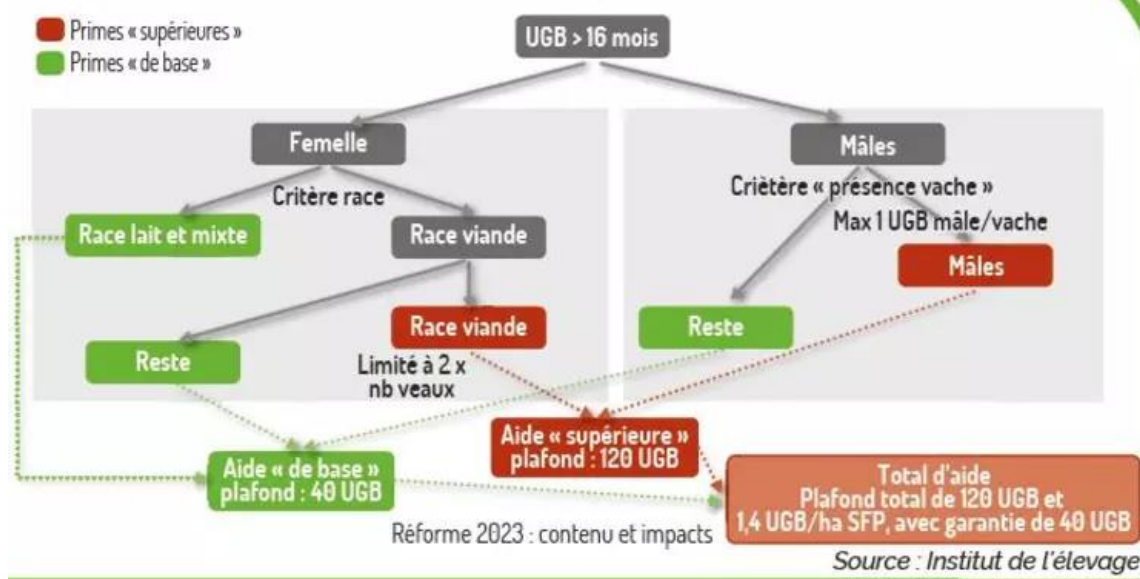 Primes « supérieures »
Primes « de base »
UGB > 16 mois
Femelle
Mâles
Critère race
Crietère « présence vache »
Race lait et mixte
Race viande
Max 1 UGB mâle/vache
Mâles
Race viande
Reste
Reste
Limité à 2 x
nb veaux
Aide « supérieure »
plafond : 120 UGB
Aide « de base »
plafond : 40 UGB
Total d'aide
Plafond total de 120 UGB et
1,4 UGB/ha SFP, avec garantie de 40 UGB
Réforme 2023 : contenu et impacts
Source : Institut de l'élevage